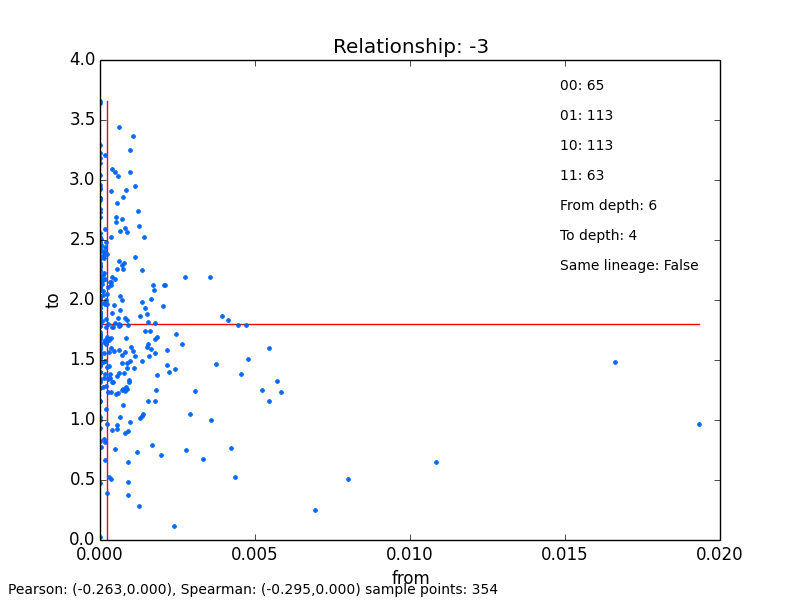 Relationship: -3
4.0
3.5
3.0
2.5
2.0
1.5
1.0
0.5
0.0
to
00: 65
01: 113
10: 113
11: 63
From depth: 6
To depth: 4
Same lineage: False
0.000 0.005 0.010 0.015 0.020
from
Pearson: (-0.263,0.000), Spearman: (-0.295,0.000) sample points: 354